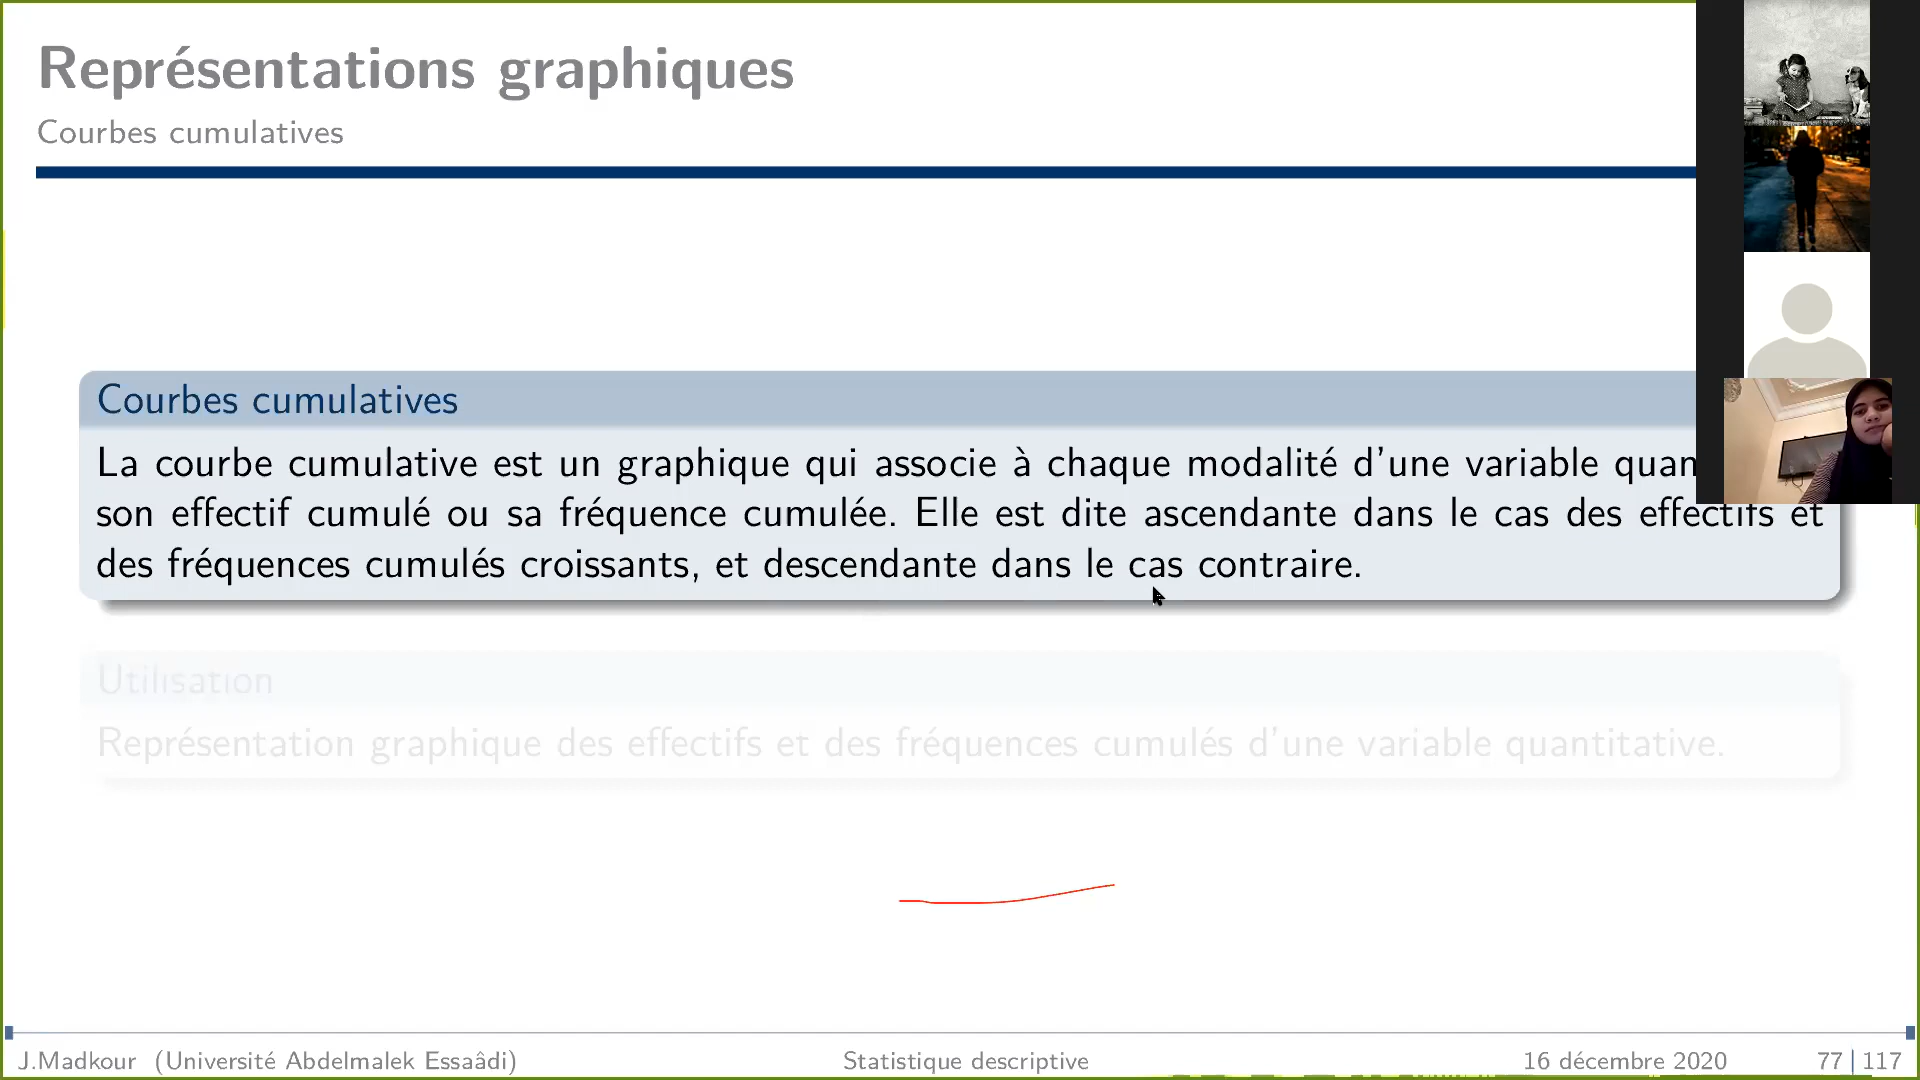 Représentations graphiques
Courbes cumulatives
Courbes cumulatives
La courbe cumulative est un graphique qui associe à chaque modalité d'une variable
son effectif cumulé ou sa fréquence cumulée. Elle est dite ascendante dans le cas des effectifs et
des fréquences cumulés croissants, et descendante dans le cas contraire.
Utilisation
Représentation graphique des effectifs et des fréquences cumulés d'une variable quantitative.
J.Madkour (Université Abdelmalek Essaâdi)
Statistique descriptive
16 décembre 2020
77 | 117